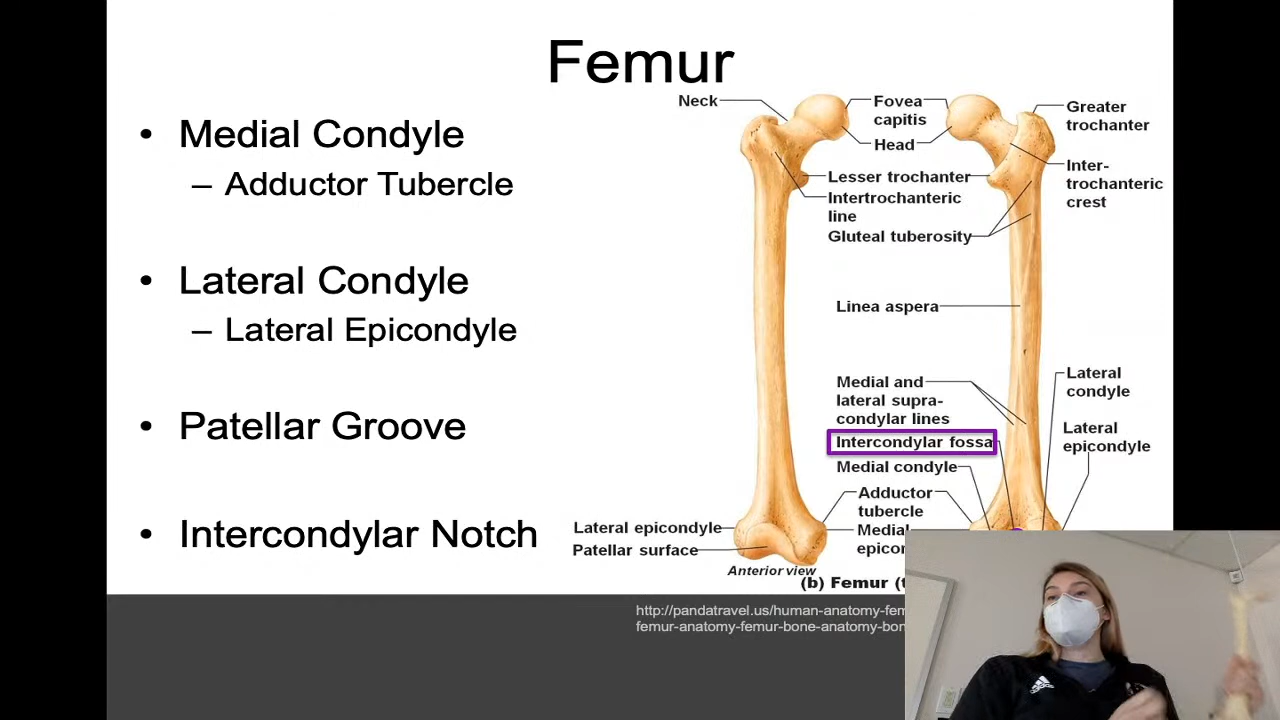 Femur
• Medial Condyle
– Adductor Tubercle
• Lateral Condyle
– Lateral Epicondyle
• Patellar Groove
• Intercondylar Notch
Neck
Fovea
capitis
Head
Greater
trochanter
Inter-
trochanteric
crest
Lesser trochanter
Intertrochanteric
line
Gluteal tuberosity
Linea aspera
Medial and
lateral supra-
condylar lines
Intercondylar fossa
Medial condyle
Lateral
condyle
Lateral
epicondyle
Adductor
tubercle
Medial
epicon
Lateral epicondyle
Patellar surface
Anterior view
(b) Femur (t
http://pandatravel.us/human-anatomy-fem
femur-anatomy-femur-bone-anatomy-bon
adidas